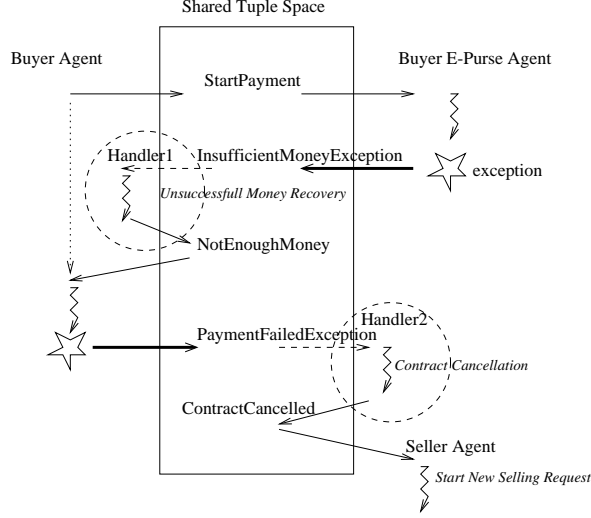 Shared Tuple Space
Buyer Agent
Buyer E-Purse Agent
StartPayment
Handler1
InsufficientMoneyException
exception
Unsuccessfull Money Recovery
NotEnoughMoney
Handler2
PaymentFailedException
Contract Cancellation
ContractCancelled
Seller Agent
Start New Selling Request